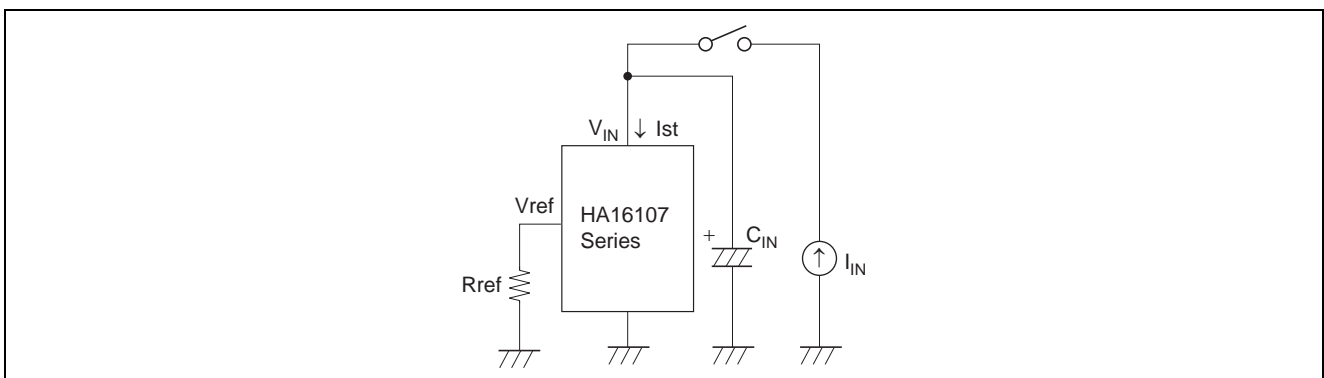 V_IN ↓ Ist
Vref
HA16107
Series
+ C_IN
↑ I_IN
Rref